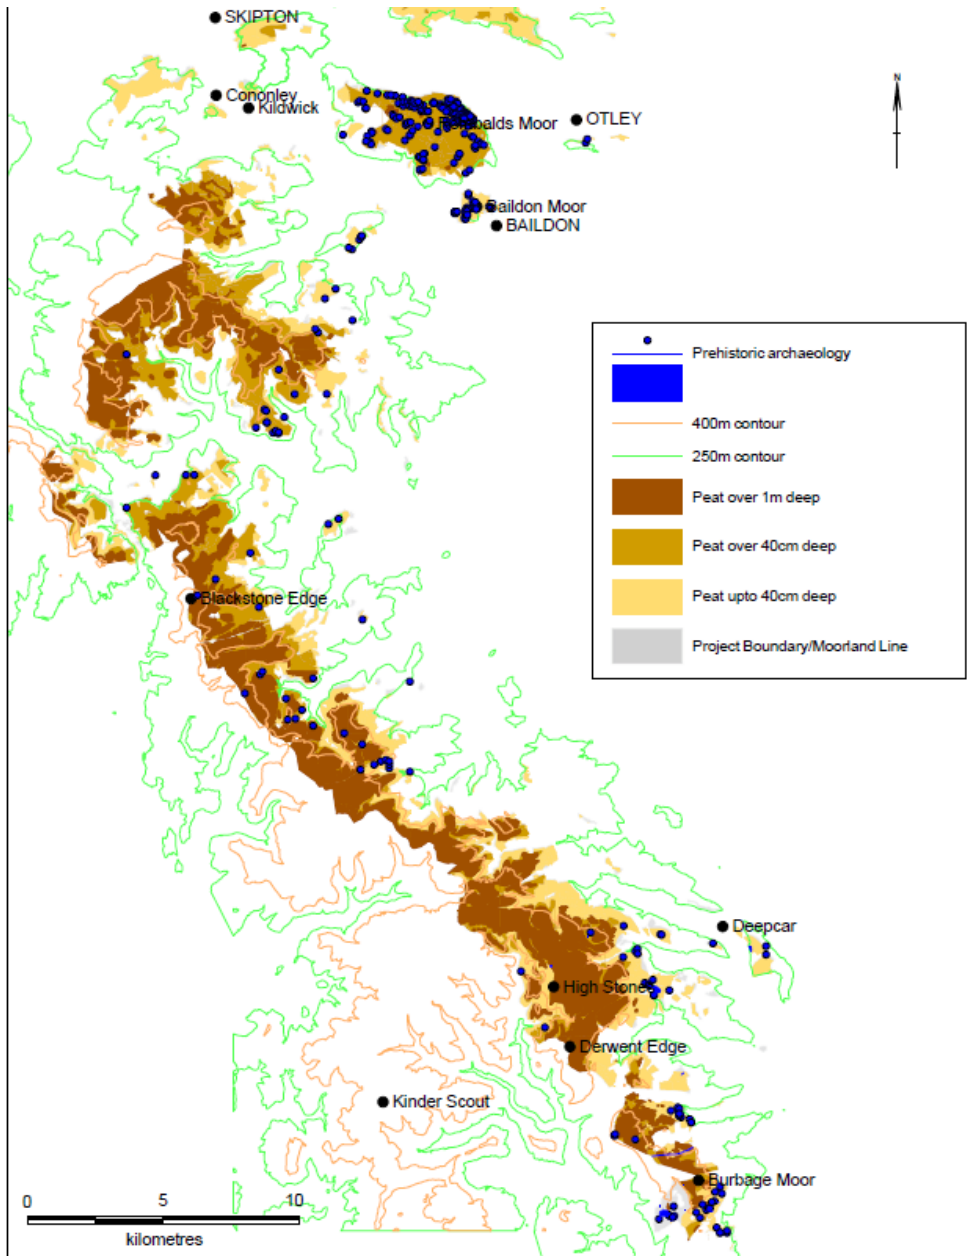 SKIPTON
Cononley
Kildwick
N
OTLEY
Rombalds Moor
Baildon Moor
BAILDON
Prehistoric archaeology
400m contour
250m contour
Peat over 1m deep
Peat over 40cm deep
Peat upto 40cm deep
Project Boundary/Moorland Line
Blackstone Edge
Deepcar
High Stones
Derwent Edge
Kinder Scout
Burbage Moor
0 5 10
kilometres